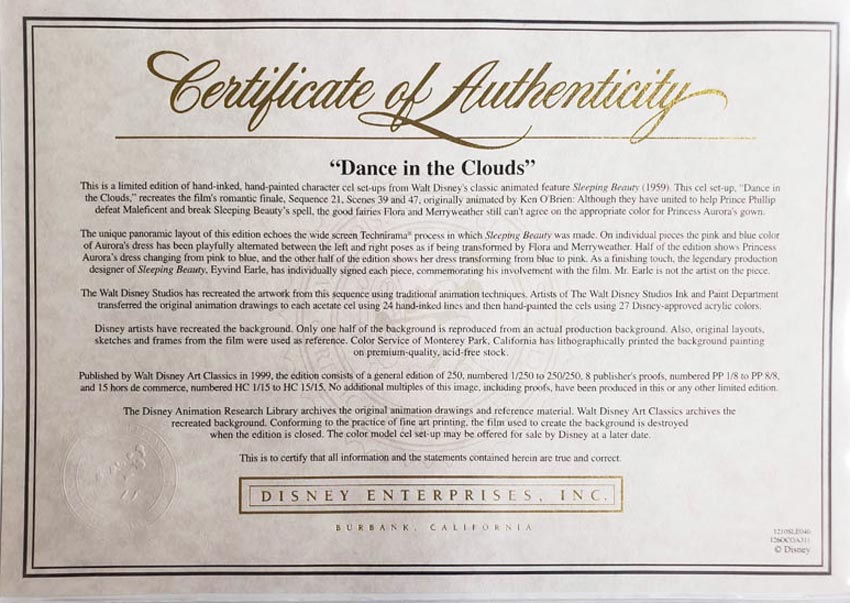 Certificate of Authenticity
“Dance in the Clouds”
This is a limited edition of hand-inked, hand-painted character cel set-ups from Walt Disney's classic animated feature Sleeping Beauty (1959). This cel set-up, "Dance in
the Clouds," recreates the film's romantic finale, Sequence 21, Scenes 39 and 47, originally animated by Ken O'Brien: Although they have united to help Prince Phillip
defeat Maleficent and break Sleeping Beauty's spell, the good fairies Flora and Merryweather still can't agree on the appropriate color for Princess Aurora's gown.
The unique panoramic layout of this edition echoes the wide screen Technirama® process in which Sleeping Beauty was made. On individual pieces the pink and blue color
of Aurora's dress has been playfully alternated between the left and right poses as if being transformed by Flora and Merryweather. Half of the edition shows Princess
Aurora's dress changing from pink to blue, and the other half of the edition shows her dress transforming from blue to pink. As a finishing touch, the legendary production
designer of Sleeping Beauty, Eyvind Earle, has individually signed each piece, commemorating his involvement with the film. Mr. Earle is not the artist on the piece.
The Walt Disney Studios has recreated the artwork from this sequence using traditional animation techniques. Artists of The Walt Disney Studios Ink and Paint Department
transferred the original animation drawings to each acetate cel using 24 hand-inked lines and then hand-painted the cels using 27 Disney-approved acrylic colors.
Disney artists have recreated the background. Only one half of the background is reproduced from an actual production background. Also, original layouts,
sketches and frames from the film were used as reference. Color Service of Monterey Park, California has lithographically printed the background painting
on premium-quality, acid-free stock.
Published by Walt Disney Art Classics in 1999, the edition consists of a general edition of 250, numbered 1/250 to 250/250, 8 publisher's proofs, numbered PP 1/8 to PP 8/8,
and 15 hors de commerce, numbered HC 1/15 to HC 15/15. No additional multiples of this image, including proofs, have been produced in this or any other limited edition.
The Disney Animation Research Library archives the original animation drawings and reference material. Walt Disney Art Classics archives the
recreated background. Conforming to the practice of fine art printing, the film used to create the background is destroyed
when the edition is closed. The color model cel set-up may be offered for sale by Disney at a later date.
This is to certify that all information and the statements contained herein are true and correct.
DISNEY ENTERPRISES, INC.
BURBANK, CALIFORNIA
© Disney